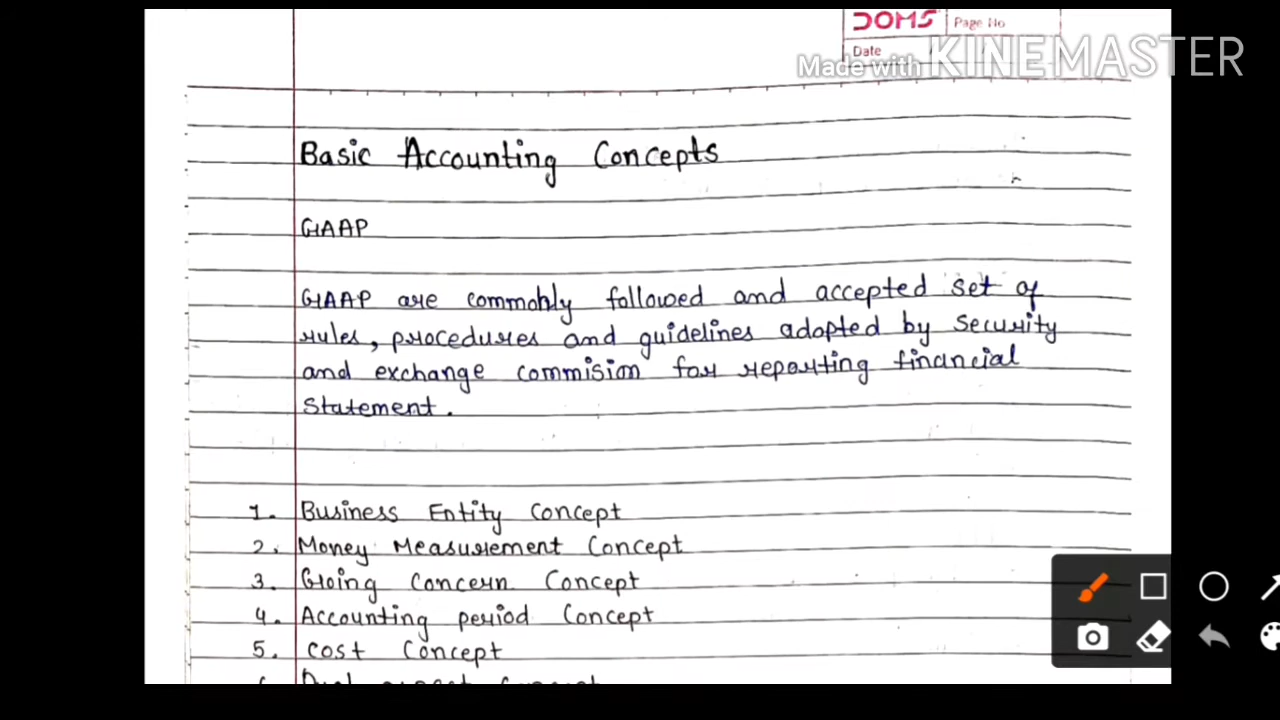 DOMS Page No
Date
Made with KINEMASTER
Basic Accounting Concepts
GAAP
GAAP are commonly followed and accepted set of
rules, procedures and guidelines adopted by security
and exchange commision for reporting financial
Statement.
1. Business Entity Concept
2. Money Measurement Concept
3. Going Concern Concept
4. Accounting period Concept
5. Cost Concept